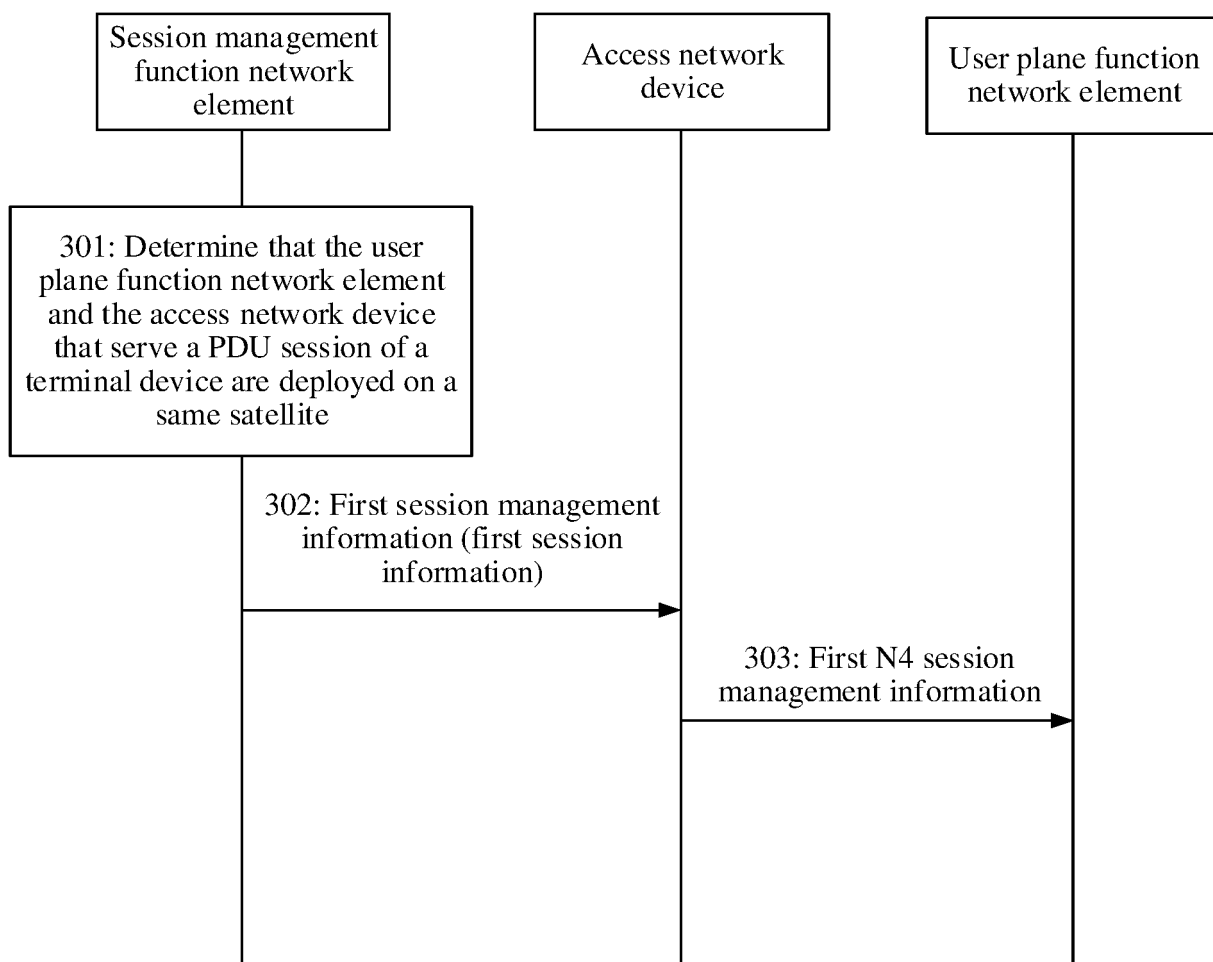 Session management
function network
element
Access network
device
User plane function
network element
301: Determine that the user
plane function network element
and the access network device
that serve a PDU session of a
terminal device are deployed on a
same satellite
302: First session management
information (first session
information)
303: First N4 session
management information